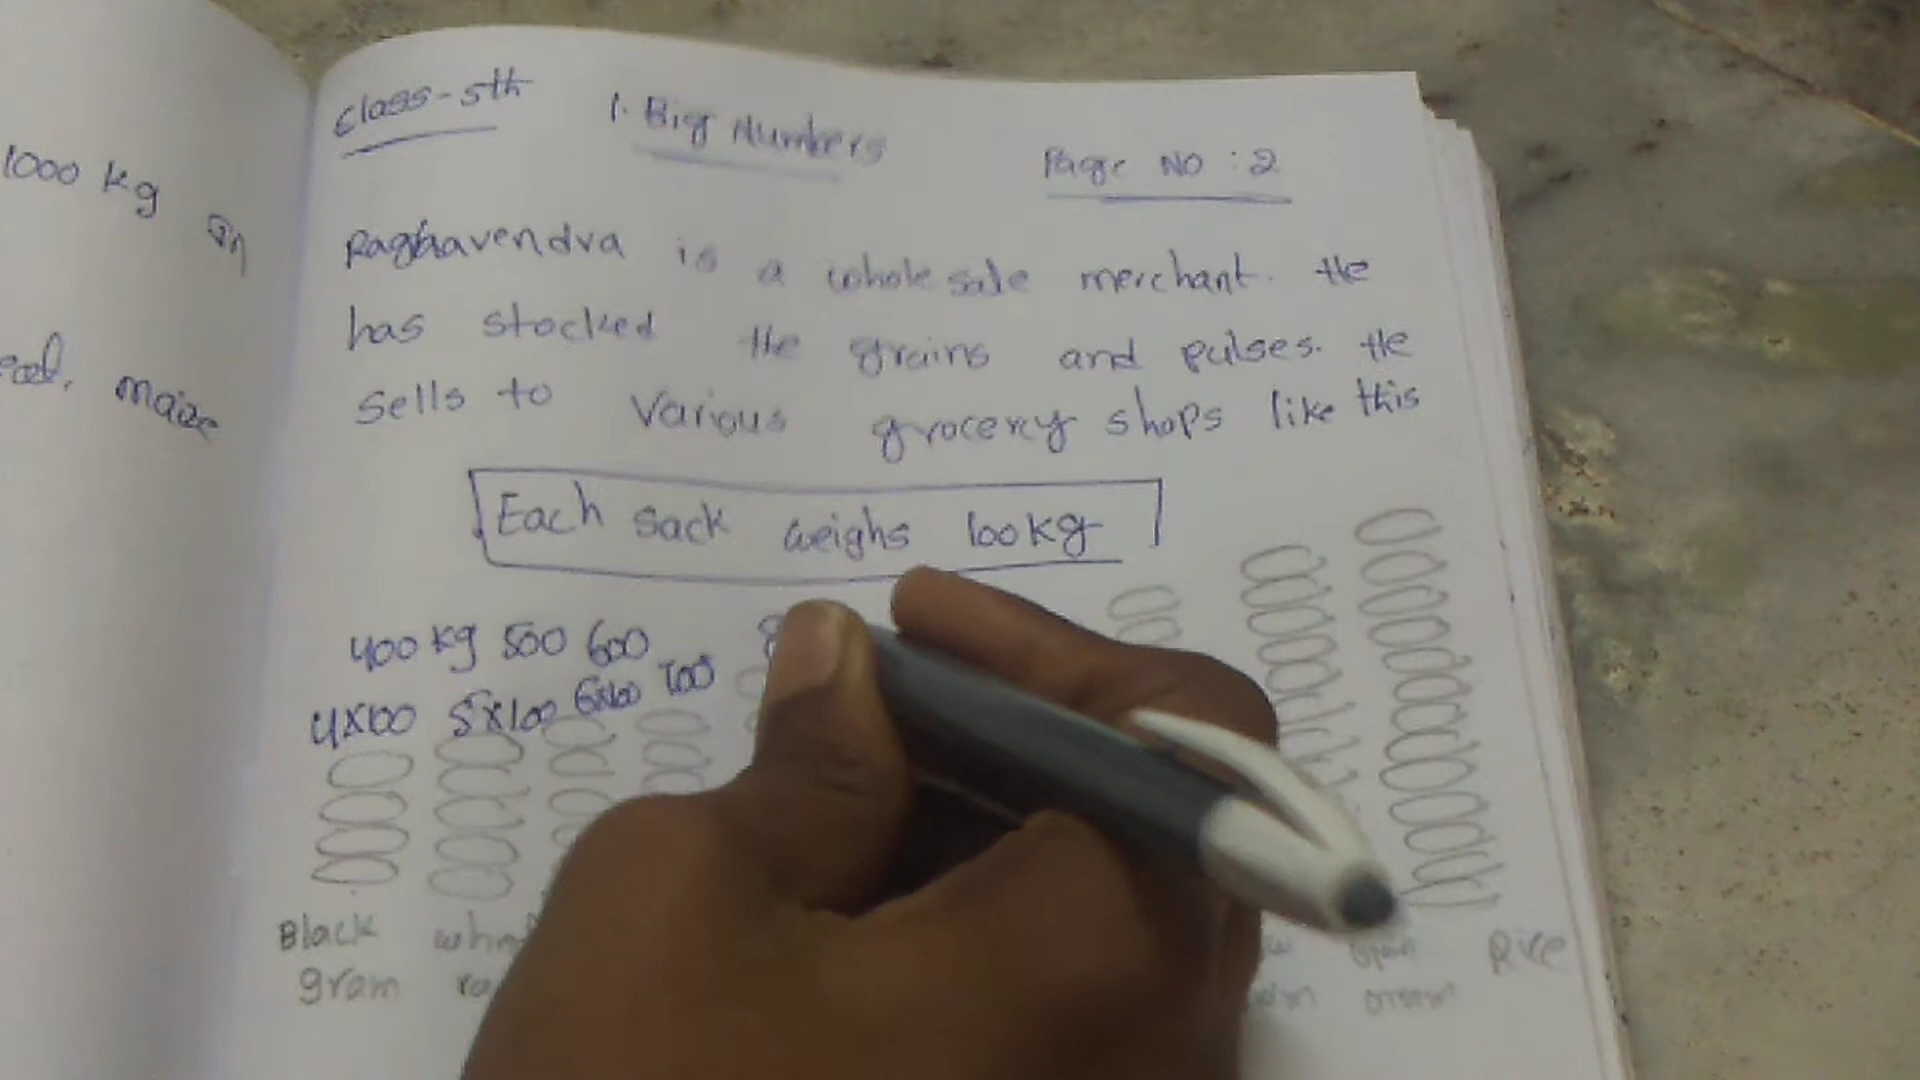 1000 kg in
maize
Class-5th
1. Big Numbers
Page No : 2
Raghavendra is a whole sale merchant. He
has stocked the grains and pulses. He
sells to various grocery shops like this
Each sack weighs 100kg
400 kg 500 600 700
4x100 5x100 6x100
Black
gram
Rice